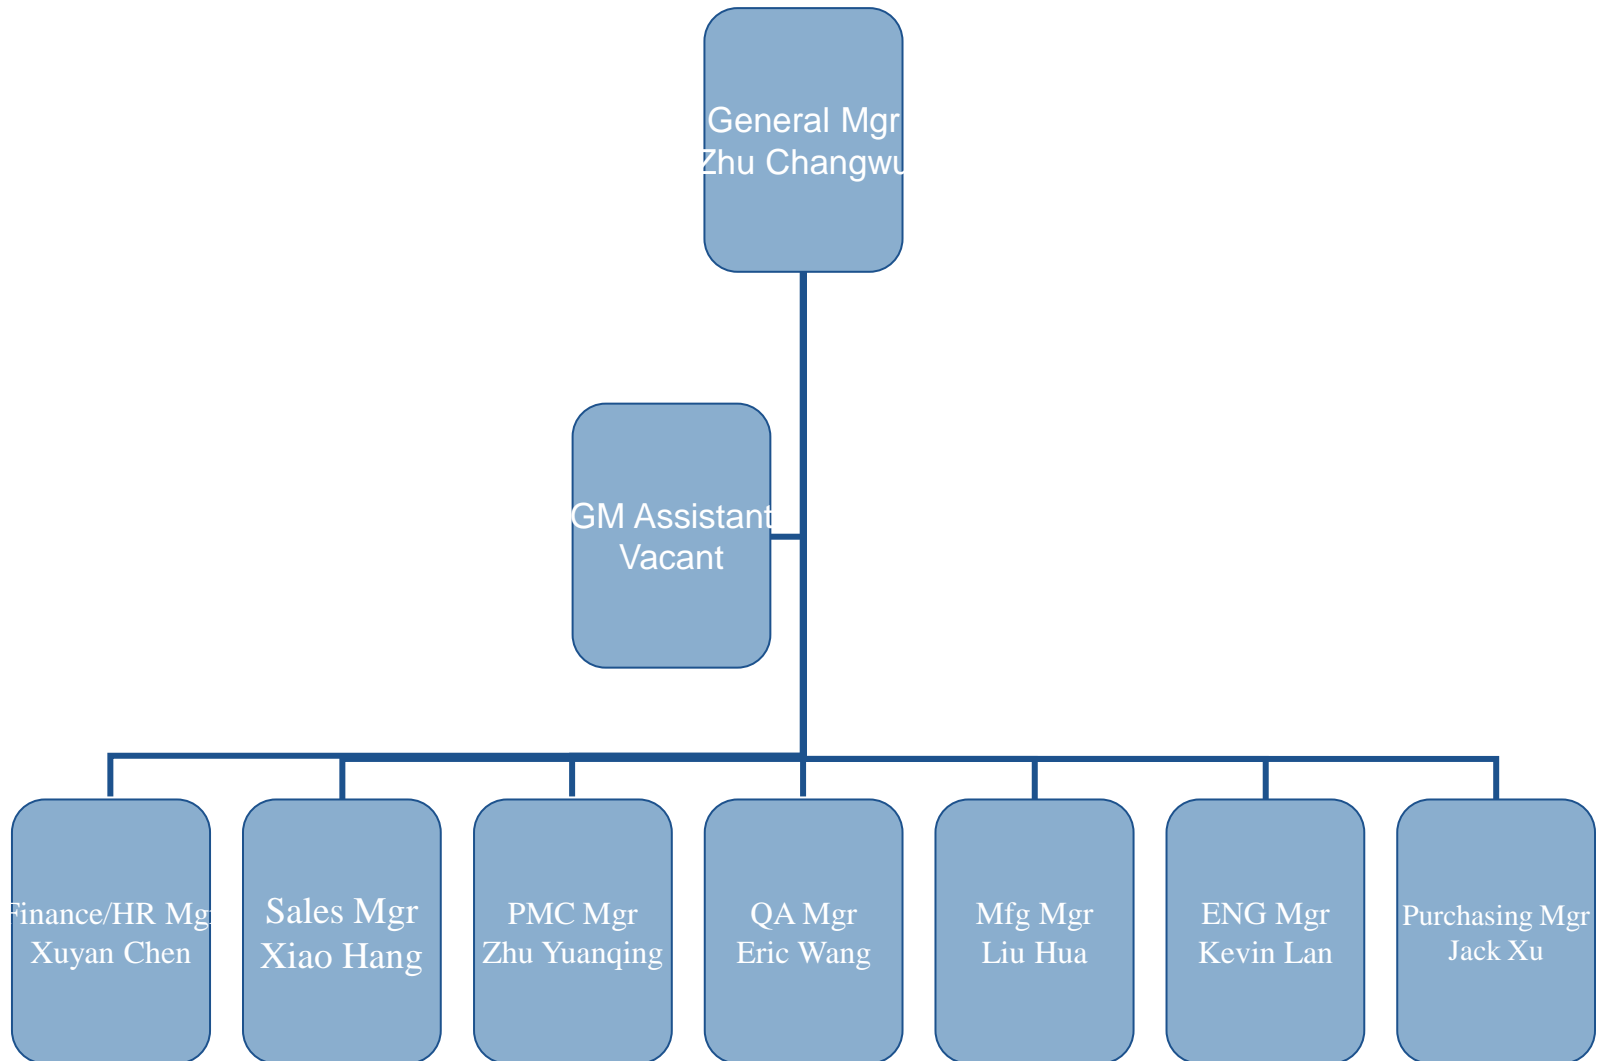 General Mgr
Zhu Changwu
GM Assistant
Vacant
Finance/HR Mgr
Xuyan Chen
Sales Mgr
Xiao Hang
PMC Mgr
Zhu Yuanqing
QA Mgr
Eric Wang
Mfg Mgr
Liu Hua
ENG Mgr
Kevin Lan
Purchasing Mgr
Jack Xu